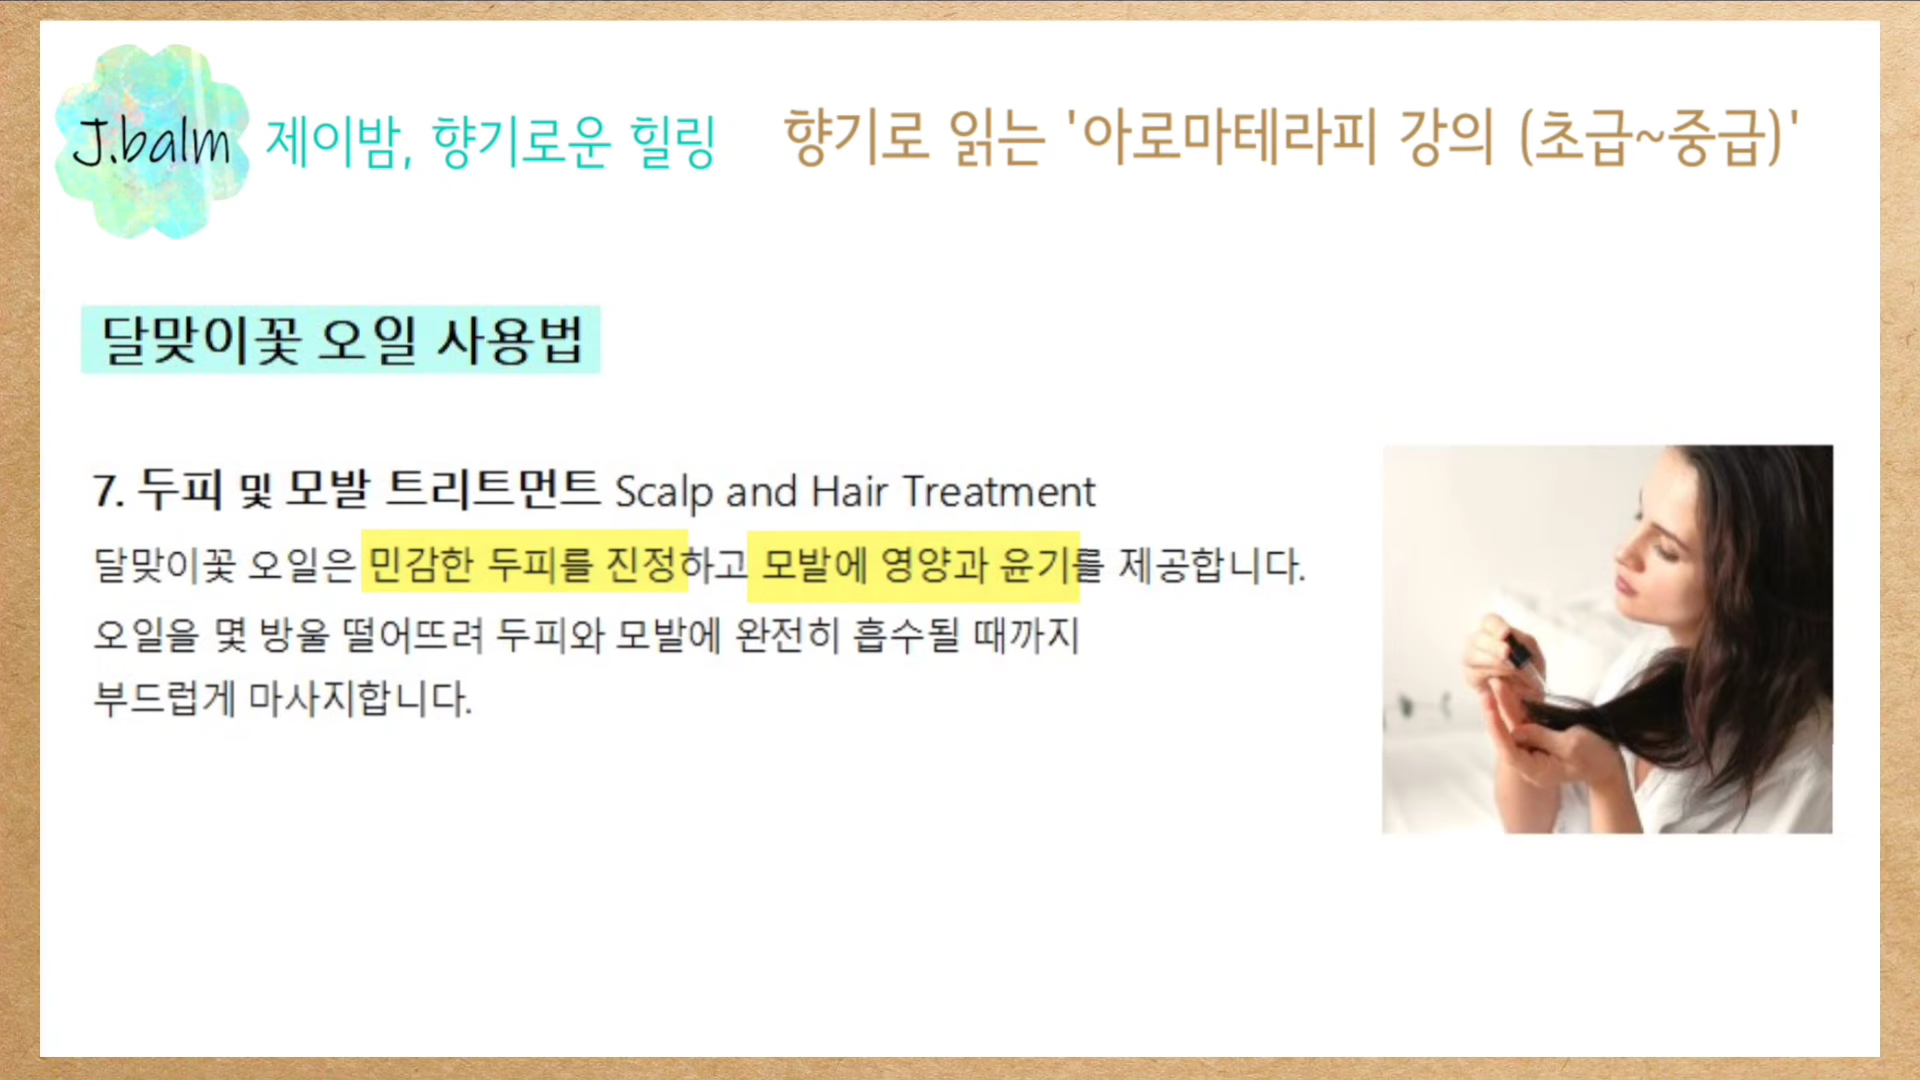 J.balm 제이밤, 향기로운 힐링 향기로 읽는 '아로마테라피 강의 (초급~중급)'
달맞이꽃 오일 사용법
7. 두피 및 모발 트리트먼트 Scalp and Hair Treatment
달맞이꽃 오일은 민감한 두피를 진정하고 모발에 영양과 윤기를 제공합니다.
오일을 몇 방울 떨어뜨려 두피와 모발에 완전히 흡수될 때까지
부드럽게 마사지합니다.